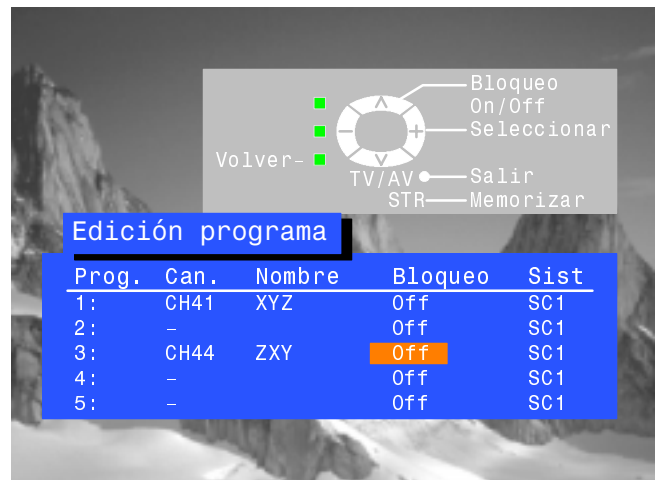 Bloqueo
On/Off
Seleccionar
Volver-
TV/AV Salir
STR Memorizar
Edición programa
Prog. Can. Nombre Bloqueo Sist
1: CH41 XYZ Off SC1
2: – Off SC1
3: CH44 ZXY Off SC1
4: – Off SC1
5: – Off SC1